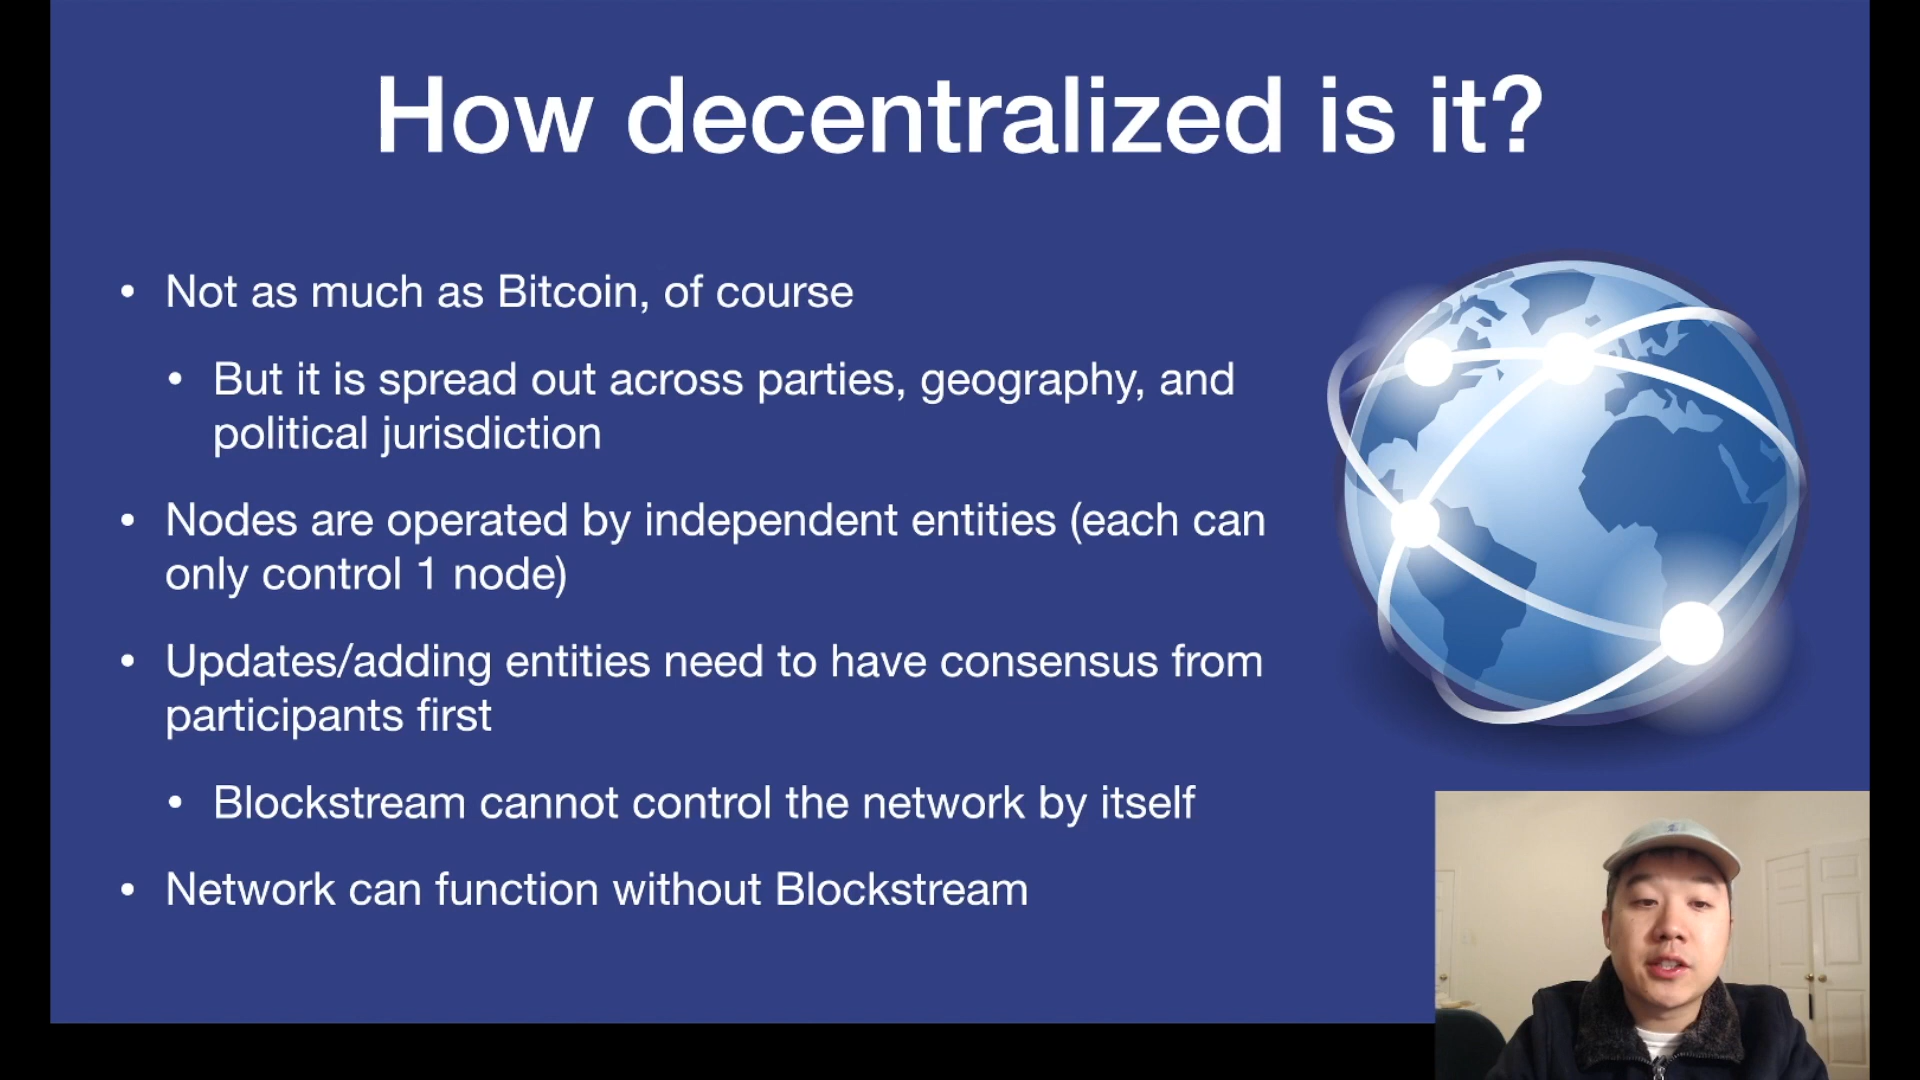 How decentralized is it?
• Not as much as Bitcoin, of course
• But it is spread out across parties, geography, and
political jurisdiction
• Nodes are operated by independent entities (each can
only control 1 node)
• Updates/adding entities need to have consensus from
participants first
• Blockstream cannot control the network by itself
• Network can function without Blockstream